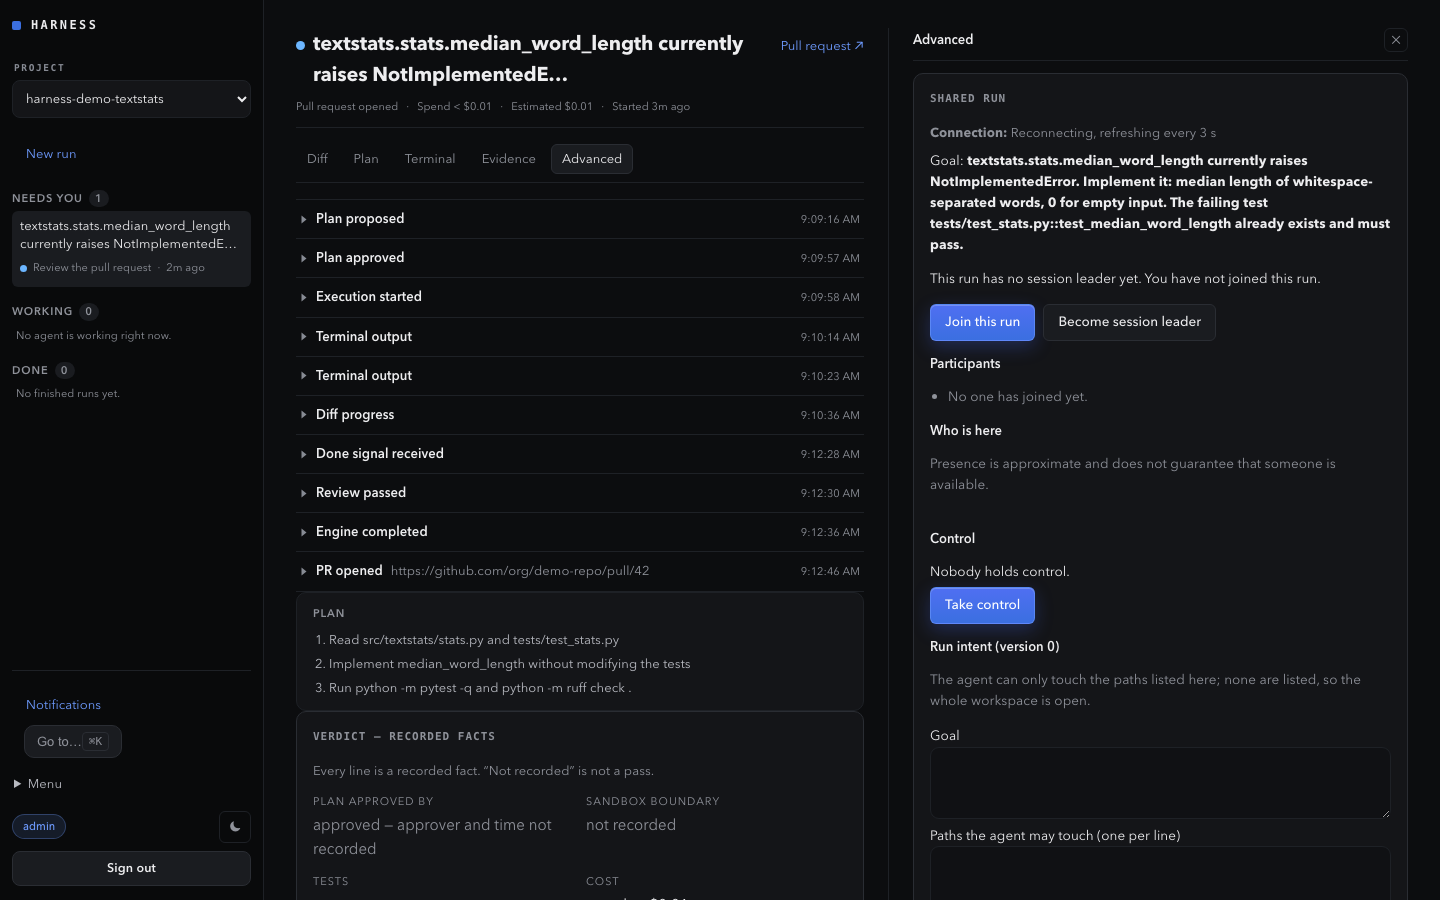 HARNESS
PROJECT
harness-demo-textstats
New run
NEEDS YOU 1
textstats.stats.median_word_length
currently raises NotImplementedE...
Review the pull request · 2m ago
WORKING 0
No agent is working right now.
DONE 0
No finished runs yet.
Notifications
Go to... ⌘K
Menu
admin
Sign out
textstats.stats.median_word_length currently
raises NotImplementedE...
Pull request ↗
Pull request opened · Spend < $0.01 · Estimated $0.01 · Started 3m ago
Diff Plan Terminal Evidence Advanced
Plan proposed 9:09:16 AM
Plan approved 9:09:57 AM
Execution started 9:09:58 AM
Terminal output 9:10:14 AM
Terminal output 9:10:23 AM
Diff progress 9:10:36 AM
Done signal received 9:12:28 AM
Review passed 9:12:30 AM
Engine completed 9:12:36 AM
PR opened https://github.com/org/demo-repo/pull/42 9:12:46 AM
PLAN
1. Read src/textstats/stats.py and tests/test_stats.py
2. Implement median_word_length without modifying the tests
3. Run python -m pytest -q and python -m ruff check .
VERDICT — RECORDED FACTS
Every line is a recorded fact. “Not recorded” is not a pass.
PLAN APPROVED BY
approved — approver and time not
recorded
SANDBOX BOUNDARY
not recorded
TESTS
COST
Advanced
SHARED RUN
Connection: Reconnecting, refreshing every 3 s
Goal: textstats.stats.median_word_length currently raises
NotImplementedError. Implement it: median length of whitespace-
separated words, 0 for empty input. The failing test
tests/test_stats.py::test_median_word_length already exists and must
pass.
This run has no session leader yet. You have not joined this run.
Join this run
Become session leader
Participants
No one has joined yet.
Who is here
Presence is approximate and does not guarantee that someone is
available.
Control
Nobody holds control.
Take control
Run intent (version 0)
The agent can only touch the paths listed here; none are listed, so the
whole workspace is open.
Goal
Paths the agent may touch (one per line)